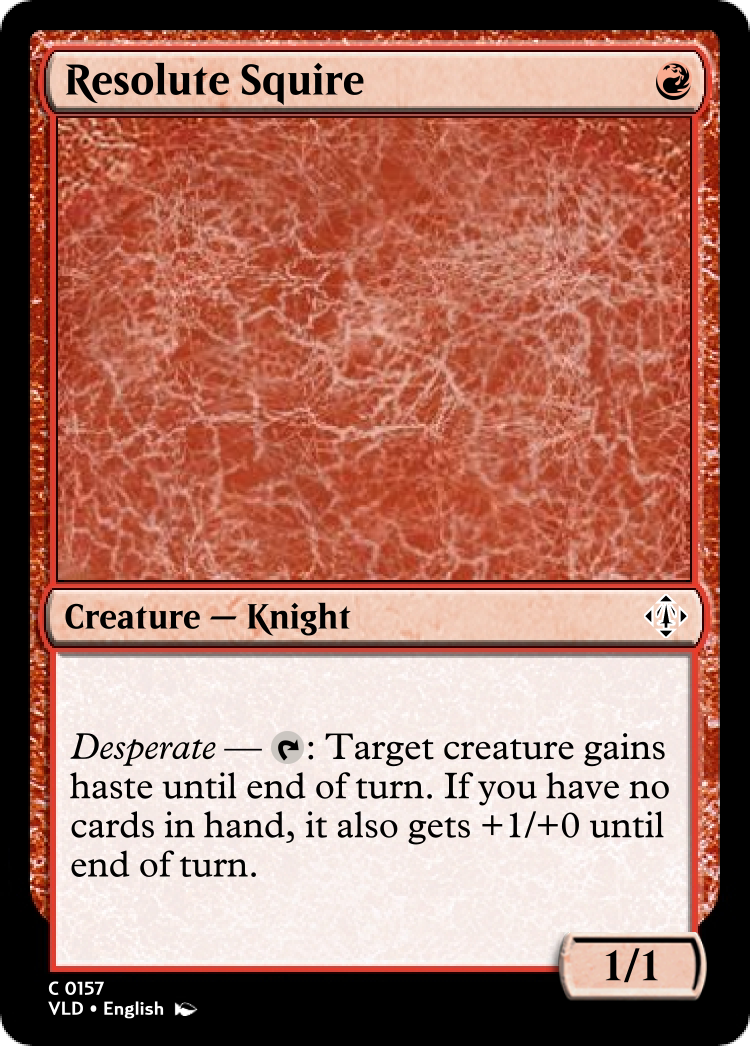 Resolute Squire
Creature — Knight
Desperate — : Target creature gains
haste until end of turn. If you have no
cards in hand, it also gets +1/+0 until
end of turn.
1/1
C 0157
VLD • English